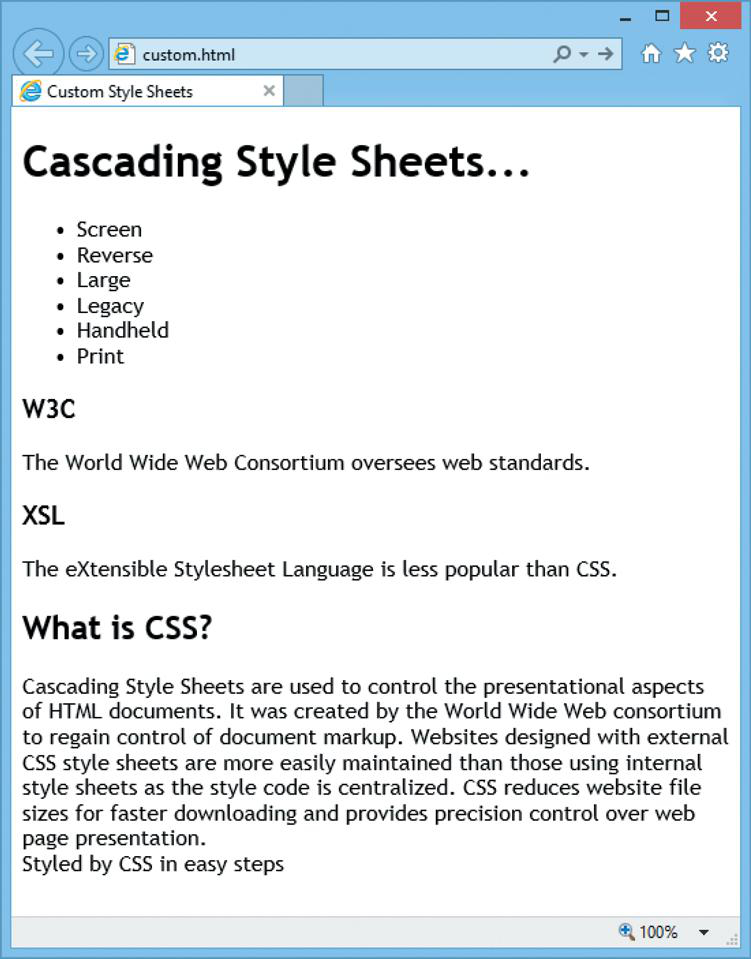 custom.html
Custom Style Sheets
Cascading Style Sheets...
• Screen
• Reverse
• Large
• Legacy
• Handheld
• Print
W3C
The World Wide Web Consortium oversees web standards.
XSL
The eXtensible Stylesheet Language is less popular than CSS.
What is CSS?
Cascading Style Sheets are used to control the presentational aspects
of HTML documents. It was created by the World Wide Web consortium
to regain control of document markup. Websites designed with external
CSS style sheets are more easily maintained than those using internal
style sheets as the style code is centralized. CSS reduces website file
sizes for faster downloading and provides precision control over web
page presentation.
Styled by CSS in easy steps
100%